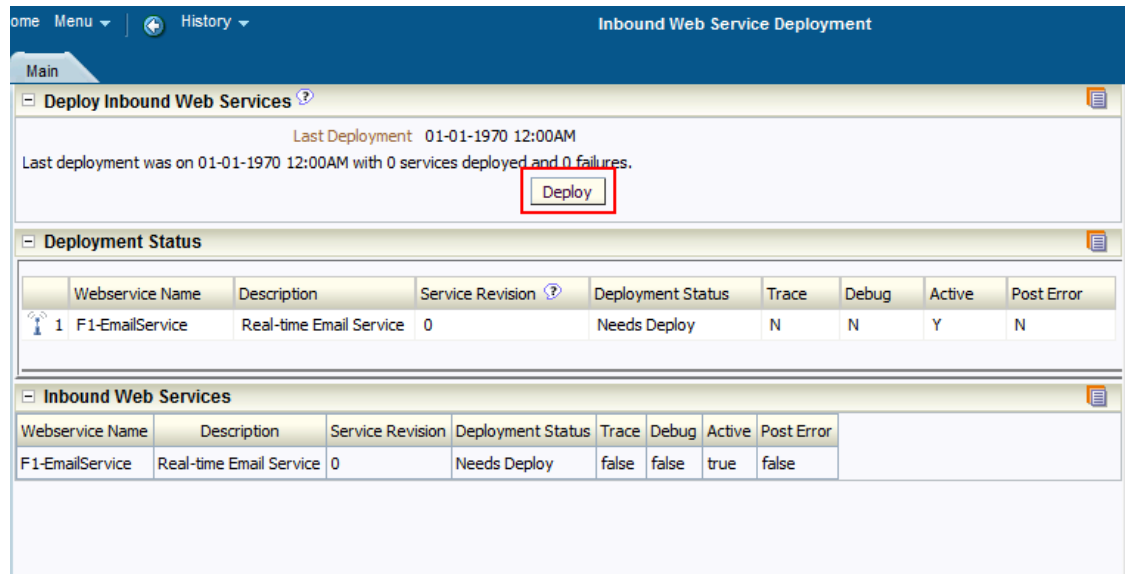 ome Menu History Inbound Web Service Deployment
Main
Deploy Inbound Web Services
Last Deployment 01-01-1970 12:00AM
Last deployment was on 01-01-1970 12:00AM with 0 services deployed and 0 failures.
Deploy
Deployment Status
Webservice Name Description Service Revision Deployment Status Trace Debug Active Post Error
1 F1-EmailService Real-time Email Service 0 Needs Deploy N N Y N
Inbound Web Services
Webservice Name Description Service Revision Deployment Status Trace Debug Active Post Error
F1-EmailService Real-time Email Service 0 Needs Deploy false false true false